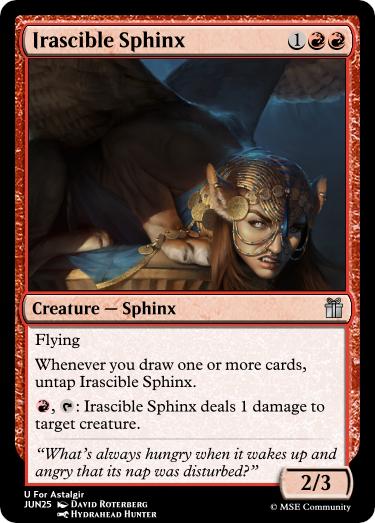 Irascible Sphinx 1
Creature — Sphinx
Flying
Whenever you draw one or more cards,
untap Irascible Sphinx.
, : Irascible Sphinx deals 1 damage to
target creature.
“What's always hungry when it wakes up and
angry that its nap was disturbed?”
2/3
U For Astalgir
JUN25 David Roterberg
Hydrahead Hunter
© MSE Community